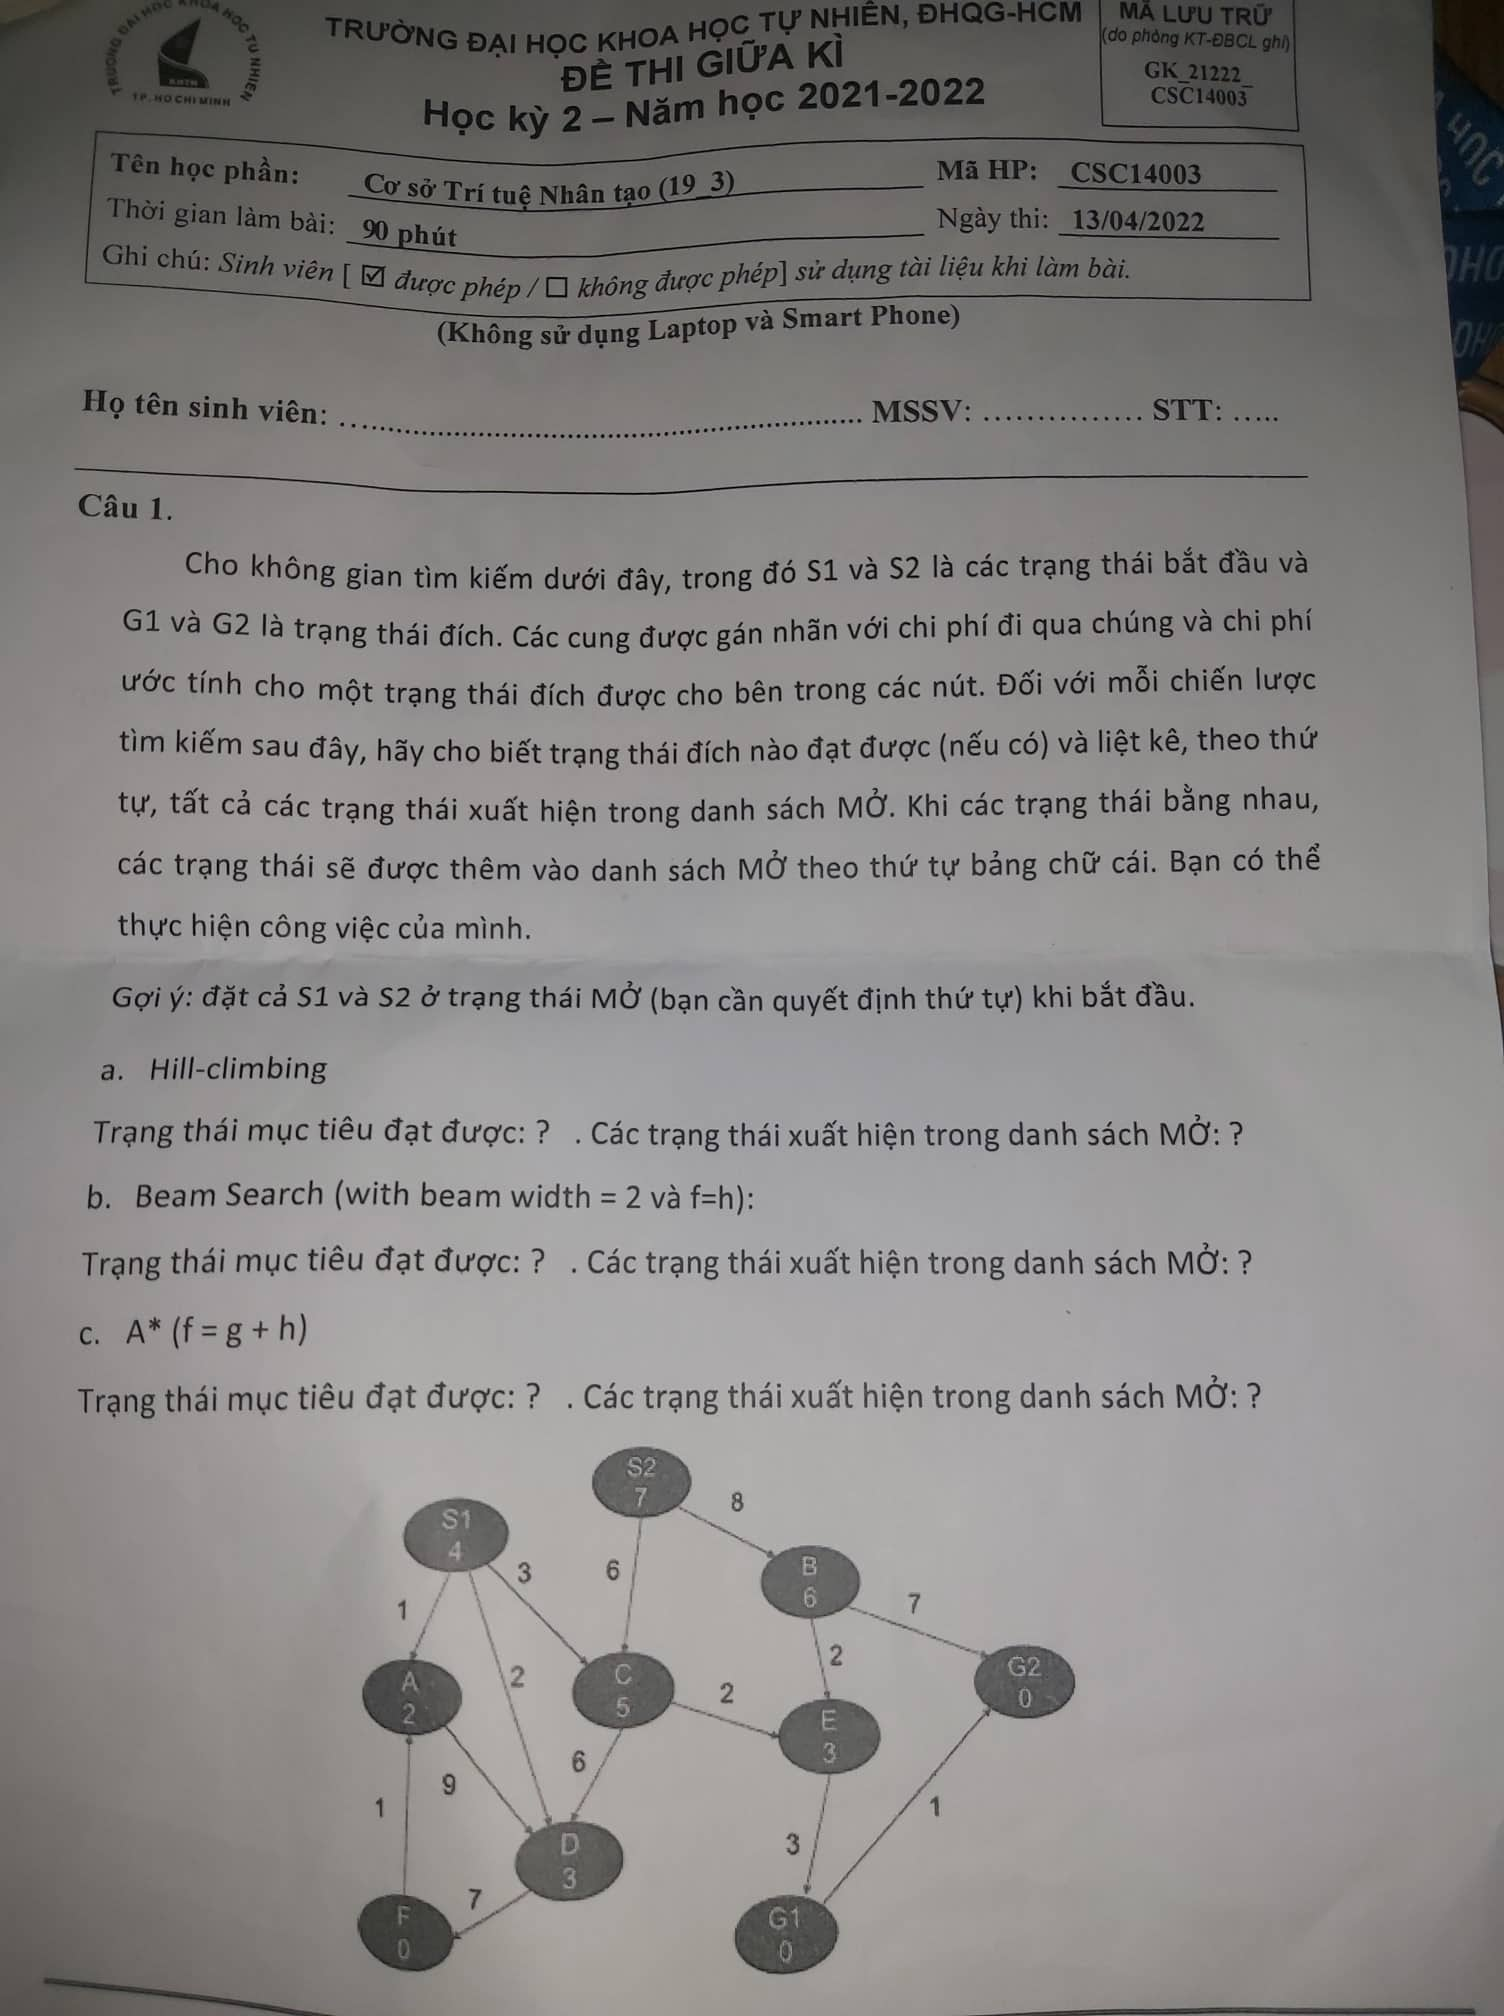 TRƯỜNG ĐẠI HỌC KHOA HỌC TỰ NHIÊN
KHTN
TP. HO CHI MINH
TRƯỜNG ĐẠI HỌC KHOA HỌC TỰ NHIÊN, ĐHQG-HCM
ĐỀ THI GIỮA KÌ
Học kỳ 2 – Năm học 2021-2022
MÃ LƯU TRỮ
(do phòng KT-ĐBCL ghi)
GK_21222_
CSC14003
Tên học phần: Cơ sở Trí tuệ Nhân tạo (19_3) Mã HP: CSC14003
Thời gian làm bài: 90 phút Ngày thi: 13/04/2022
Ghi chú: Sinh viên [ ☑ được phép / ☐ không được phép] sử dụng tài liệu khi làm bài.
(Không sử dụng Laptop và Smart Phone)
Họ tên sinh viên: ........................................ MSSV: ............... STT: .....
Câu 1.
Cho không gian tìm kiếm dưới đây, trong đó S1 và S2 là các trạng thái bắt đầu và
G1 và G2 là trạng thái đích. Các cung được gán nhãn với chi phí đi qua chúng và chi phí
ước tính cho một trạng thái đích được cho bên trong các nút. Đối với mỗi chiến lược
tìm kiếm sau đây, hãy cho biết trạng thái đích nào đạt được (nếu có) và liệt kê, theo thứ
tự, tất cả các trạng thái xuất hiện trong danh sách MỞ. Khi các trạng thái bằng nhau,
các trạng thái sẽ được thêm vào danh sách MỞ theo thứ tự bảng chữ cái. Bạn có thể
thực hiện công việc của mình.
Gợi ý: đặt cả S1 và S2 ở trạng thái MỞ (bạn cần quyết định thứ tự) khi bắt đầu.
a. Hill-climbing
Trạng thái mục tiêu đạt được: ? . Các trạng thái xuất hiện trong danh sách MỞ: ?
b. Beam Search (with beam width = 2 và f=h):
Trạng thái mục tiêu đạt được: ? . Các trạng thái xuất hiện trong danh sách MỞ: ?
c. A* (f = g + h)
Trạng thái mục tiêu đạt được: ? . Các trạng thái xuất hiện trong danh sách MỞ: ?
S2
7
8
S1
4
3
6
B
6
7
1
2
G2
0
A
2
2
C
5
2
E
3
6
9
1
1
D
3
3
7
F
0
G1
0